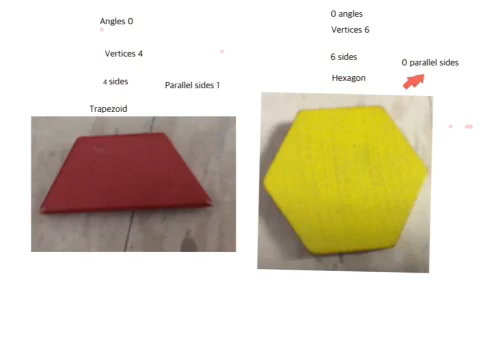 Angles 0
Vertices 4
4 sides
Parallel sides 1
Trapezoid
0 angles
Vertices 6
6 sides
0 parallel sides
Hexagon